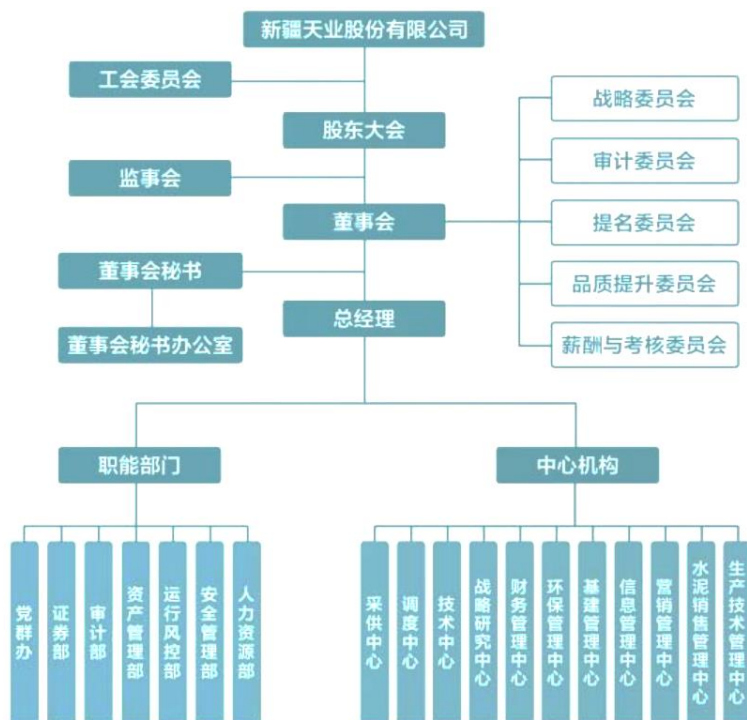 新疆天业股份有限公司
工会委员会
股东大会
监事会
董事会
战略委员会
审计委员会
提名委员会
品质提升委员会
薪酬与考核委员会
董事会秘书
董事会秘书办公室
总经理
职能部门
中心机构
党群办
证券部
审计部
资产管理部
运行风控部
安全管理部
人力资源部
采供中心
调度中心
技术中心
战略研究中心
财务管理中心
环保管理中心
基建管理中心
信息管理中心
营销管理中心
水泥销售管理中心
生产技术管理中心